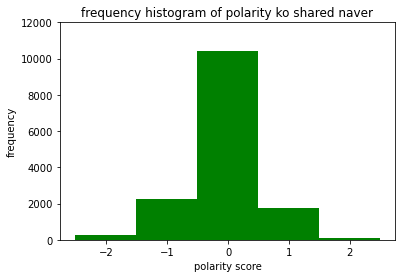 frequency histogram of polarity ko shared naver
12000
10000
8000
6000
4000
2000
0
frequency
−2 −1 0 1 2
polarity score